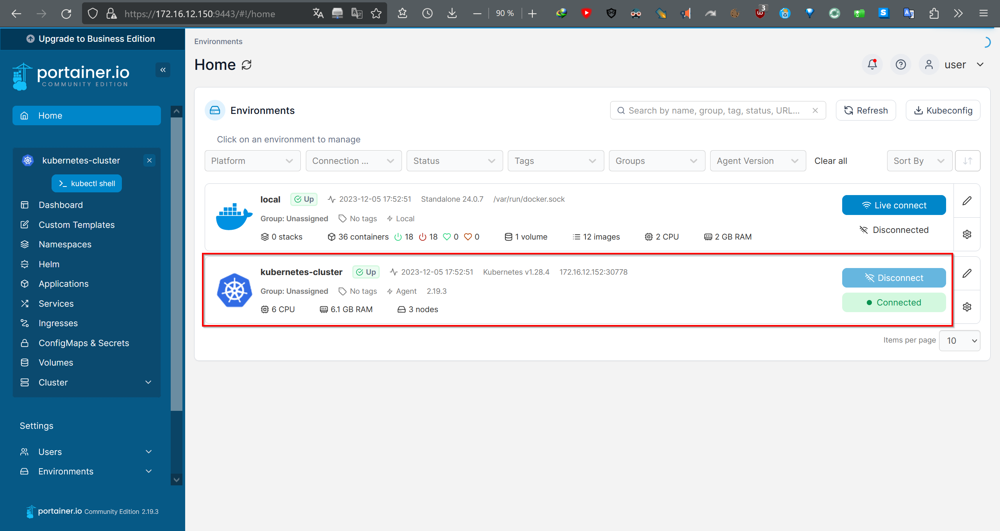 https://172.16.12.150:9443/#!/home
90 %
3
Upgrade to Business Edition
portainer.io
COMMUNITY EDITION
Home
kubernetes-cluster
kubectl shell
Dashboard
Custom Templates
Namespaces
Helm
Applications
Services
Ingresses
ConfigMaps & Secrets
Volumes
Cluster
Settings
Users
Environments
portainer.io Community Edition 2.19.3
Environments
Home
user
Environments
Search by name, group, tag, status, URL...
Refresh
Kubeconfig
Click on an environment to manage
Platform
Connection ...
Status
Tags
Groups
Agent Version
Clear all
Sort By
local Up 2023-12-05 17:52:51 Standalone 24.0.7 /var/run/docker.sock
Group: Unassigned No tags Local
0 stacks 36 containers 18 18 0 0 1 volume 12 images 2 CPU 2 GB RAM
Live connect
Disconnected
kubernetes-cluster Up 2023-12-05 17:52:51 Kubernetes v1.28.4 172.16.12.152:30778
Group: Unassigned No tags Agent 2.19.3
6 CPU 6.1 GB RAM 3 nodes
Disconnect
Connected
Items per page 10